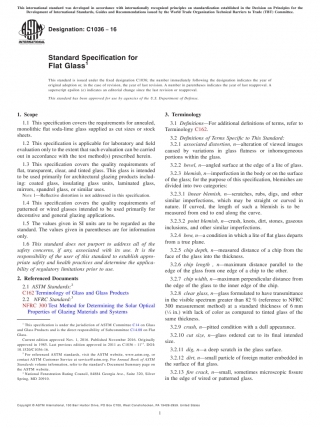 This international standard was developed in accordance with internationally recognized principles on standardization established in the Decision on Principles for the
Development of International Standards, Guides and Recommendations issued by the World Trade Organization Technical Barriers to Trade (TBT) Committee.
INTERNATIONAL
Designation: C1036 − 16
Standard Specification for
Flat Glass¹
This standard is issued under the fixed designation C1036; the number immediately following the designation indicates the year of
original adoption or, in the case of revision, the year of last revision. A number in parentheses indicates the year of last reapproval. A
superscript epsilon (ε) indicates an editorial change since the last revision or reapproval.
This standard has been approved for use by agencies of the U.S. Department of Defense.
1. Scope
1.1 This specification covers the requirements for annealed,
monolithic flat soda-lime glass supplied as cut sizes or stock
sheets.
1.2 This specification is applicable for laboratory and field
evaluation only to the extent that such evaluation can be carried
out in accordance with the test method(s) prescribed herein.
1.3 This specification covers the quality requirements of
flat, transparent, clear, and tinted glass. This glass is intended
to be used primarily for architectural glazing products includ-
ing: coated glass, insulating glass units, laminated glass,
mirrors, spandrel glass, or similar uses.
NOTE 1—Reflective distortion is not addressed in this specification.
1.4 This specification covers the quality requirements of
patterned or wired glasses intended to be used primarily for
decorative and general glazing applications.
1.5 The values given in SI units are to be regarded as the
standard. The values given in parentheses are for information
only.
1.6 This standard does not purport to address all of the
safety concerns, if any, associated with its use. It is the
responsibility of the user of this standard to establish appro-
priate safety and health practices and determine the applica-
bility of regulatory limitations prior to use.
2. Referenced Documents
2.1 ASTM Standards:²
C162 Terminology of Glass and Glass Products
2.2 NFRC Standard:³
NFRC 300 Test Method for Determining the Solar Optical
Properties of Glazing Materials and Systems
¹ This specification is under the jurisdiction of ASTM Committee C14 on Glass
and Glass Products and is the direct responsibility of Subcommittee C14.08 on Flat
Glass.
Current edition approved Nov. 1, 2016. Published November 2016. Originally
approved in 1985. Last previous edition approved in 2011 as C1036 – 11
DOI:
10.1520/C1036-16.
² For referenced ASTM standards, visit the ASTM website, www.astm.org, or
contact ASTM Customer Service at service@astm.org. For Annual Book of ASTM
Standards volume information, refer to the standard's Document Summary page on
the ASTM website.
³ National Fenestration Rating Council, 84884 Georgia Ave., Suite 320, Silver
Spring, MD 20910.
3. Terminology
3.1 Definitions—For additional definitions of terms, refer to
Terminology C162.
3.2 Definitions of Terms Specific to This Standard:
3.2.1 associated distortion, n—alteration of viewed images
caused by variations in glass flatness or inhomogeneous
portions within the glass.
3.2.2 bevel, n—angled surface at the edge of a lite of glass.
3.2.3 blemish, n—imperfection in the body or on the surface
of the glass; for the purpose of this specification, blemishes are
divided into two categories:
3.2.3.1 linear blemish, n—scratches, rubs, digs, and other
similar imperfections, which may be straight or curved in
nature. If curved, the length of such a blemish is to be
measured from end to end along the curve.
3.2.3.2 point blemish, n—crush, knots, dirt, stones, gaseous
inclusions, and other similar imperfections.
3.2.4 bow, n—a condition in which a lite of flat glass departs
from a true plane.
3.2.5 chip depth, n—measured distance of a chip from the
face of the glass into the thickness.
3.2.6 chip length, n—maximum distance parallel to the
edge of the glass from one edge of a chip to the other.
3.2.7 chip width, n—maximum perpendicular distance from
the edge of the glass to the inner edge of the chip.
3.2.8 clear glass, n—glass formulated to have transmittance
in the visible spectrum greater than 82 % (reference to NFRC
300 measurement method) at a standard thickness of 6 mm
(¼ in.) with lack of color as compared to tinted glass of the
same thickness.
3.2.9 crush, n—pitted condition with a dull appearance.
3.2.10 cut size, n—glass ordered cut to its final intended
size.
3.2.11 dig, n—a deep scratch in the glass surface.
3.2.12 dirt, n—small particle of foreign matter embedded in
the surface of flat glass.
3.2.13 fire crack, n—small, sometimes microscopic fissure
in the edge of wired or patterned glass.
Copyright © ASTM International, 100 Barr Harbor Drive, PO Box C700, West Conshohocken, PA 19428-2959. United States
1